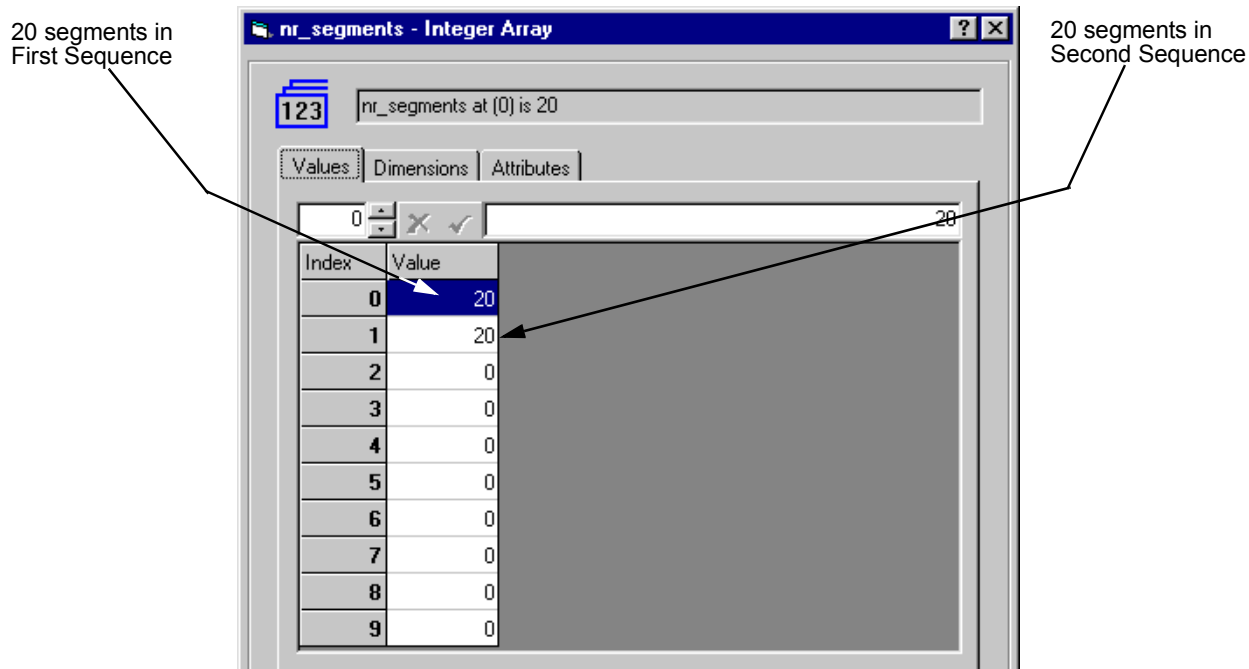 20 segments in
First Sequence
nr_segments - Integer Array
20 segments in
Second Sequence
123
nr_segments at (0) is 20
Values Dimensions Attributes
0 20
Index Value
0 20
1 20
2 0
3 0
4 0
5 0
6 0
7 0
8 0
9 0